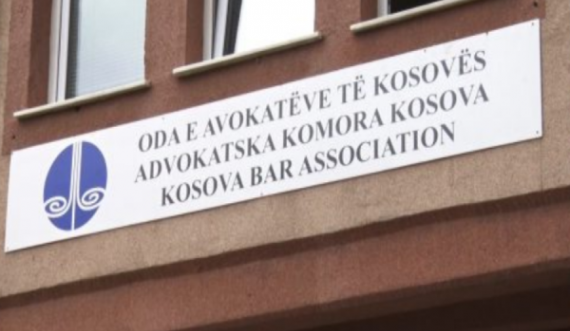 ODA E AVOKATËVE TË KOSOVËS
ADVOKATSKA KOMORA KOSOVA
KOSOVA BAR ASSOCIATION